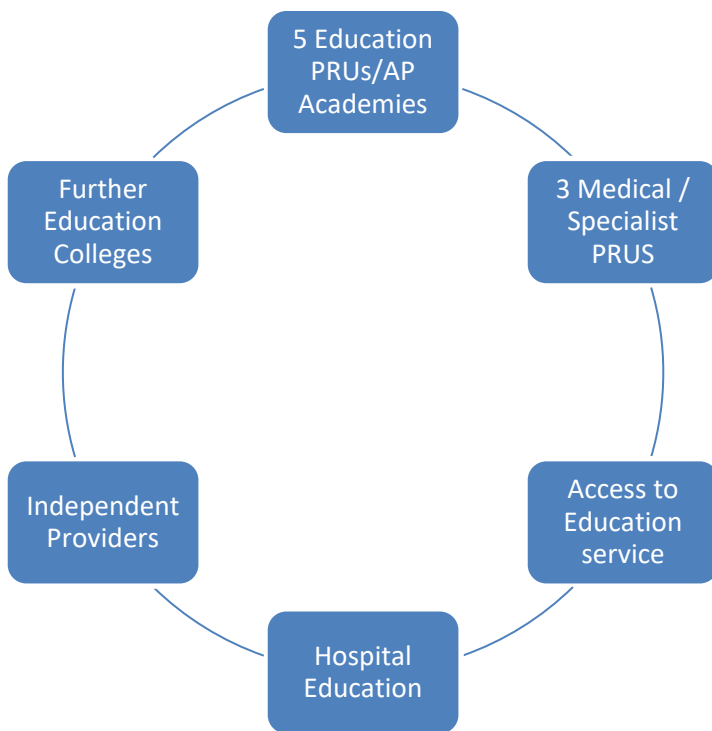 5 Education
PRUs/AP
Academies
3 Medical /
Specialist
PRUS
Access to
Education
service
Hospital
Education
Independent
Providers
Further
Education
Colleges